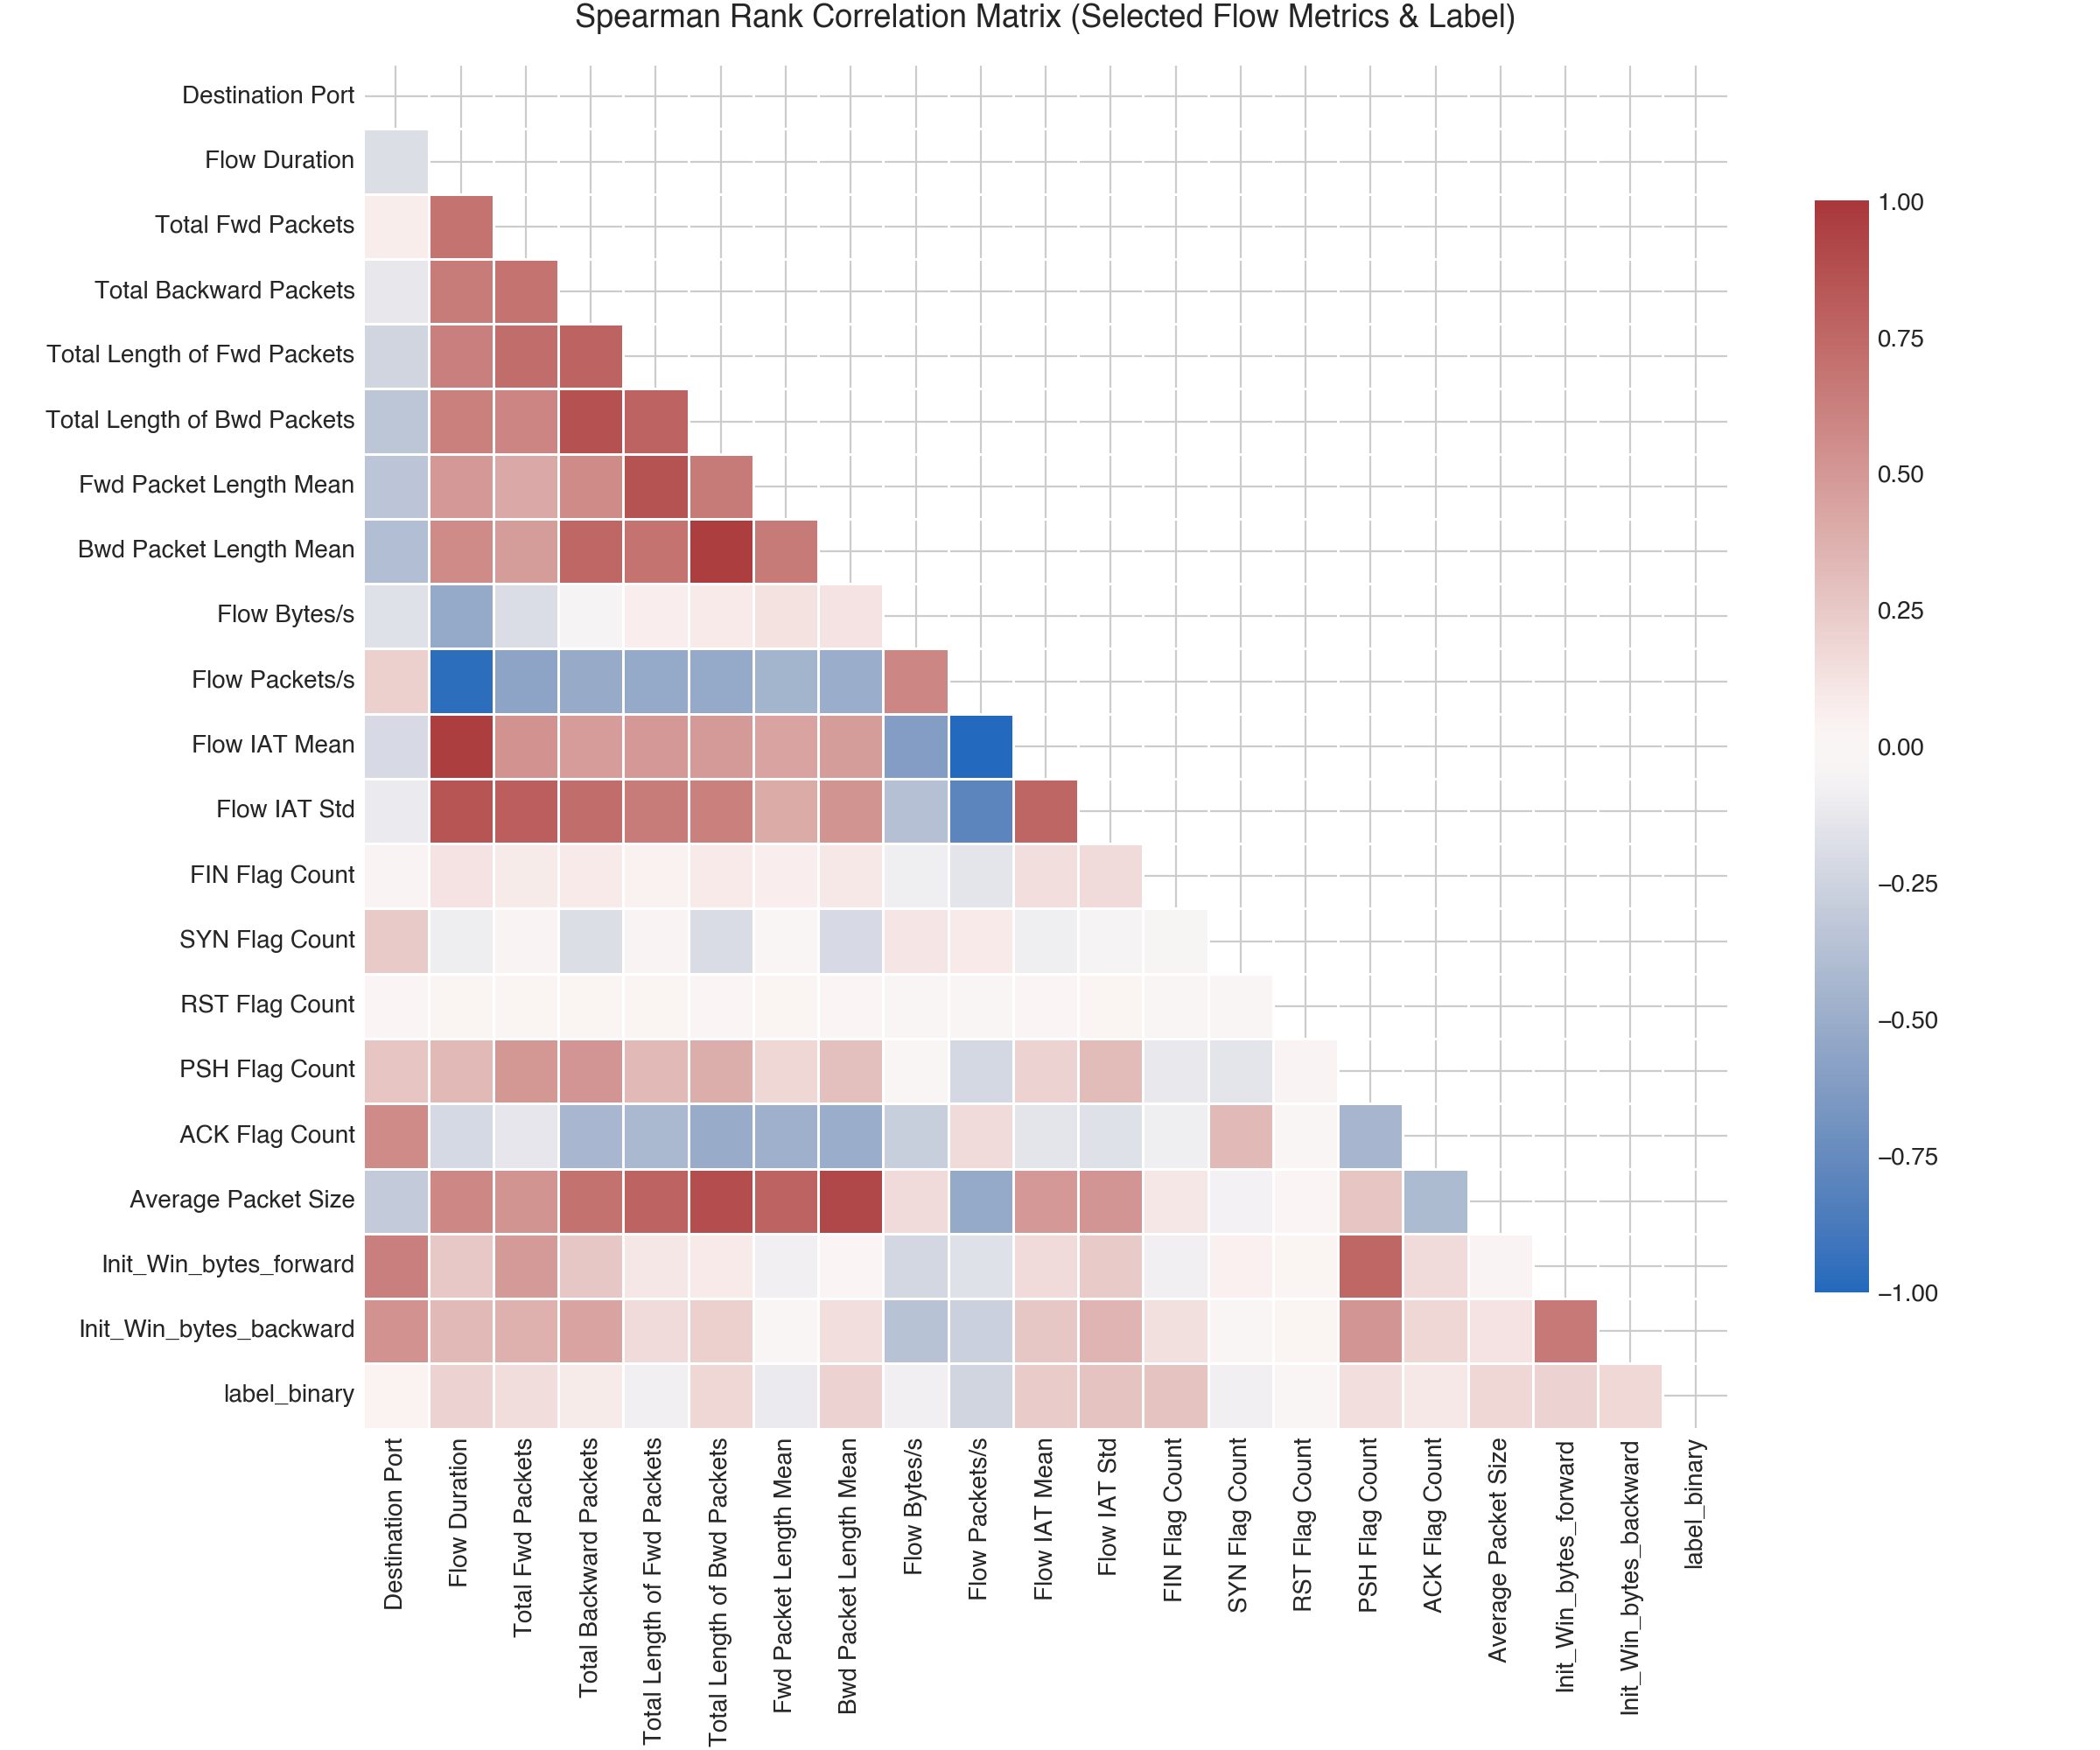 Spearman Rank Correlation Matrix (Selected Flow Metrics & Label)
Destination Port
Flow Duration
Total Fwd Packets
Total Backward Packets
Total Length of Fwd Packets
Total Length of Bwd Packets
Fwd Packet Length Mean
Bwd Packet Length Mean
Flow Bytes/s
Flow Packets/s
Flow IAT Mean
Flow IAT Std
FIN Flag Count
SYN Flag Count
RST Flag Count
PSH Flag Count
ACK Flag Count
Average Packet Size
Init_Win_bytes_forward
Init_Win_bytes_backward
label_binary
Destination Port
Flow Duration
Total Fwd Packets
Total Backward Packets
Total Length of Fwd Packets
Total Length of Bwd Packets
Fwd Packet Length Mean
Bwd Packet Length Mean
Flow Bytes/s
Flow Packets/s
Flow IAT Mean
Flow IAT Std
FIN Flag Count
SYN Flag Count
RST Flag Count
PSH Flag Count
ACK Flag Count
Average Packet Size
Init_Win_bytes_forward
Init_Win_bytes_backward
label_binary
1.00
0.75
0.50
0.25
0.00
−0.25
−0.50
−0.75
−1.00